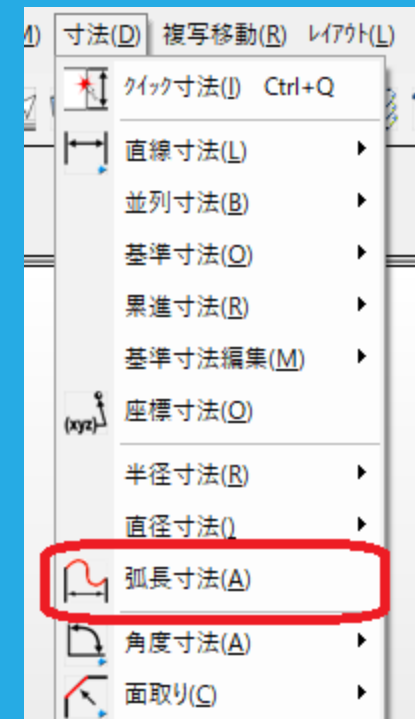 M) 寸法(D) 複写移動(R) ﾚｲｱｳﾄ(L)
ｸｲｯｸ寸法(I) Ctrl+Q
直線寸法(L)
並列寸法(B)
基準寸法(O)
累進寸法(R)
基準寸法編集(M)
(xyz) 座標寸法(O)
半径寸法(R)
直径寸法()
弧長寸法(A)
角度寸法(A)
面取り(C)